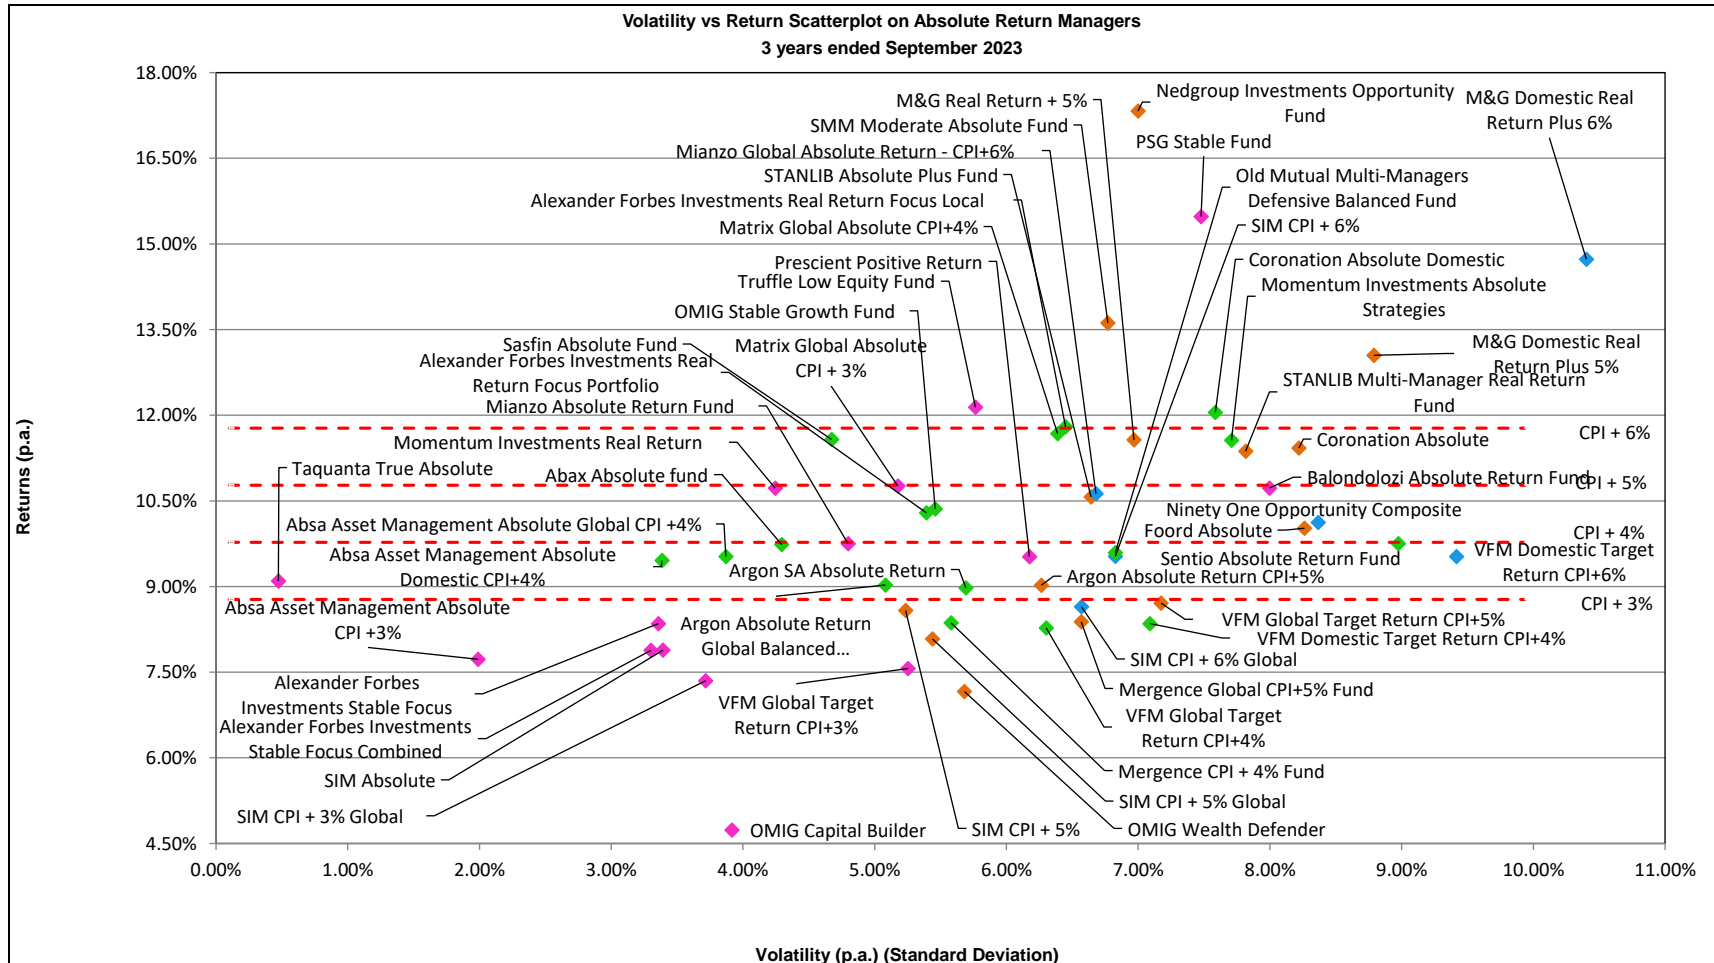 Volatility vs Return Scatterplot on Absolute Return Managers
3 years ended September 2023
Returns (p.a.)
18.00%
16.50%
15.00%
13.50%
12.00%
10.50%
9.00%
7.50%
6.00%
4.50%
M&G Real Return + 5%
SMM Moderate Absolute Fund
Mianzo Global Absolute Return - CPI+6%
STANLIB Absolute Plus Fund
Alexander Forbes Investments Real Return Focus Local
Matrix Global Absolute CPI+4%
Prescient Positive Return
Truffle Low Equity Fund
OMIG Stable Growth Fund
Sasfin Absolute Fund
Alexander Forbes Investments Real
Return Focus Portfolio
Matrix Global Absolute
CPI + 3%
Mianzo Absolute Return Fund
Momentum Investments Real Return
Taquanta True Absolute
Abax Absolute fund
Absa Asset Management Absolute Global CPI +4%
Absa Asset Management Absolute
Domestic CPI+4%
Absa Asset Management Absolute
CPI +3%
Alexander Forbes
Investments Stable Focus
Alexander Forbes Investments
Stable Focus Combined
SIM Absolute
SIM CPI + 3% Global
OMIG Capital Builder
Argon SA Absolute Return
Argon Absolute Return
Global Balanced...
VFM Global Target
Return CPI+3%
SIM CPI + 5%
Nedgroup Investments Opportunity
Fund
PSG Stable Fund
M&G Domestic Real
Return Plus 6%
Old Mutual Multi-Managers
Defensive Balanced Fund
SIM CPI + 6%
Coronation Absolute Domestic
Momentum Investments Absolute
Strategies
M&G Domestic Real
Return Plus 5%
STANLIB Multi-Manager Real Return
Fund
CPI + 6%
Coronation Absolute
Balondolozi Absolute Return Fund
CPI + 5%
Ninety One Opportunity Composite
Foord Absolute
CPI + 4%
Sentio Absolute Return Fund
VFM Domestic Target
Return CPI+6%
Argon Absolute Return CPI+5%
CPI + 3%
VFM Global Target Return CPI+5%
VFM Domestic Target Return CPI+4%
SIM CPI + 6% Global
Mergence Global CPI+5% Fund
VFM Global Target
Return CPI+4%
Mergence CPI + 4% Fund
SIM CPI + 5% Global
OMIG Wealth Defender
0.00%
1.00%
2.00%
3.00%
4.00%
5.00%
6.00%
7.00%
8.00%
9.00%
10.00%
11.00%
Volatility (p.a.) (Standard Deviation)